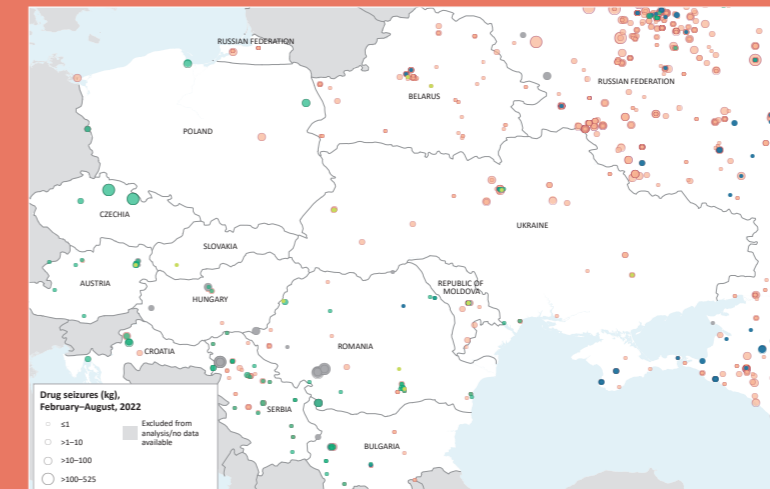 RUSSIAN FEDERATION
RUSSIAN FEDERATION
BELARUS
POLAND
CZECHIA
UKRAINE
SLOVAKIA
AUSTRIA
HUNGARY
REPUBLIC OF
MOLDOVA
CROATIA
ROMANIA
SERBIA
BULGARIA
Drug seizures (kg),
February–August, 2022
≤1
>1–10
>10–100
>100–525
Excluded from
analysis/no data
available